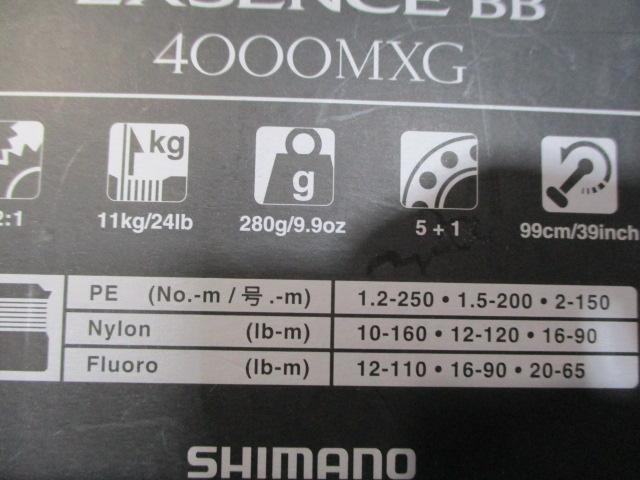 EXSENCE BB
4000MXG
kg
g
2:1
11kg/24lb
280g/9.9oz
5 + 1
99cm/39inch
PE (No.-m / 号.-m) 1.2-250 • 1.5-200 • 2-150
Nylon (lb-m) 10-160 • 12-120 • 16-90
Fluoro (lb-m) 12-110 • 16-90 • 20-65
SHIMANO